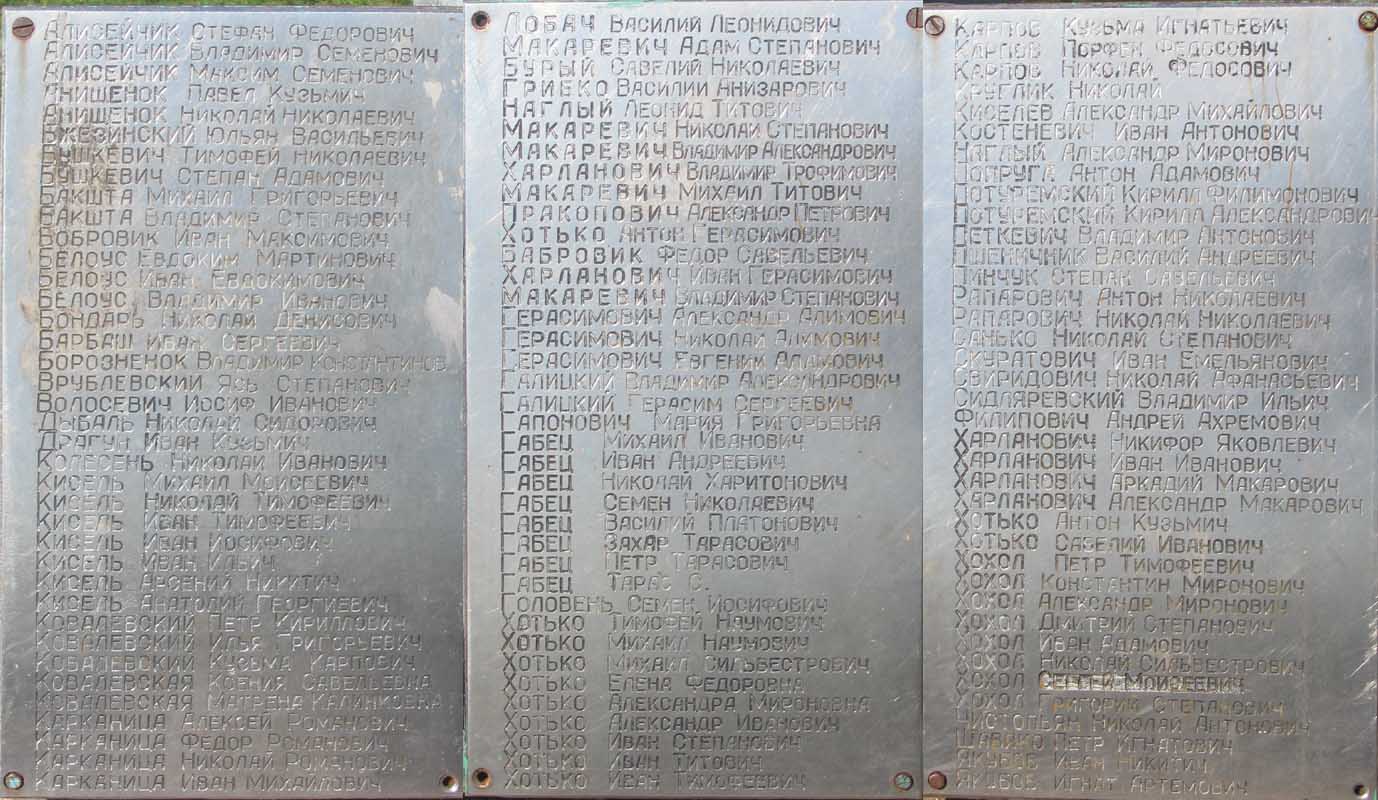 Алисейчик Стефан Федорович
Алисейчик Владимир Семенович
Алисейчик Максим Семенович
Анищенок Павел Кузьмич
Анищенок Николай Николаевич
Бжезинский Юльян Васильевич
Бушкевич Тимофей Николаевич
Бушкевич Степан Адамович
Бакшта Михаил Григорьевич
Бакшта Владимир Степанович
Бобровик Иван Максимович
Белоус Евдоким Мартинович
Белоус Иван Евдокимович
Белоус Владимир Иванович
Бондарь Николай Денисович
Барбаш Иван Сергеевич
Борозненок Владимир Константинов
Врублевский Ясь Степанович
Волосевич Иосиф Иванович
Дыбаль Николай Сидорович
Драгун Иван Кузьмич
Колесень Николай Иванович
Кисель Михаил Моисеевич
Кисель Николай Тимофеевич
Кисель Иван Тимофеевич
Кисель Иван Иосифович
Кисель Иван Ильич
Кисель Арсений Никитич
Кисель Анатолий Георгиевич
Ковалевский Петр Кириллович
Ковалевский Илья Григорьевич
Ковалевский Кузьма Карпович
Ковалевская Ксения Савельевна
Ковалевская Матрена Калинковна
Карканица Алексей Романович
Карканица Федор Романович
Карканица Николай Романович
Карканица Иван Михайлович
Лобач Василий Леонидович
Макаревич Адам Степанович
Бурый Савелий Николаевич
Гриеко Василий Анизарович
Наглый Леонид Титович
Макаревич Николай Степанович
Макаревич Владимир Александрович
Харланович Владимир Трофимович
Макаревич Михаил Титович
Пракопович Александр Петрович
Хотько Антон Герасимович
Бабровик Федор Савельевич
Харланович Иван Герасимович
Макаревич Владимир Степанович
Герасимович Александр Адимович
Герасимович Николай Адимович
Герасимович Евгений Адамович
Галицкий Владимир Александрович
Галицкий Герасим Сергеевич
Гапонович Мария Григорьевна
Габец Михаил Иванович
Габец Иван Андреевич
Габец Николай Харитонович
Габец Семен Николаевич
Габец Василий Платонович
Габец Захар Тарасович
Габец Петр Тарасович
Габец Тарас С.
Головень Семен Иосифович
Хотько Тимофей Наумович
Хотько Михаил Наумович
Хотько Михаил Сильвестрович
Хотько Елена Федоровна
Хотько Александра Мироновна
Хотько Александр Иванович
Хотько Иван Степанович
Хотько Иван Титович
Хотько Иван Тимофеевич
Карпов Кузьма Игнатьевич
Карпов Порфен Федосович
Карпов Николай Федосович
Круглик Николай
Киселев Александр Михайлович
Костеневич Иван Антонович
Наглый Александр Миронович
Попруга Антон Адамович
Потуремский Кирилл Филимонович
Потуремский Кирилл Александрович
Петкевич Владимир Антонович
Пшеничник Василий Андреевич
Пинчук Степан Савельевич
Рапарович Антон Николаевич
Рапарович Николай Николаевич
Санько Николай Степанович
Скуратович Иван Емельянович
Свиридович Николай Афанасьевич
Сидляревский Владимир Ильич
Филипович Андрей Ахремович
Харланович Никифор Яковлевич
Харланович Иван Иванович
Харланович Аркадий Макарович
Харланович Александр Макарович
Хотько Антон Кузьмич
Хотько Савелий Иванович
Хохол Петр Тимофеевич
Хохол Константин Миронович
Хохол Александр Миронович
Хохол Дмитрий Степанович
Хохол Иван Адамович
Хохол Николай Сильвестрович
Хохол Сергей Моисеевич
Хохол Григорий Степанович
Чистопьян Николай Антонович
Петр Игнатович
Якубов Иван Никитич
Якубов Игнат Артемович